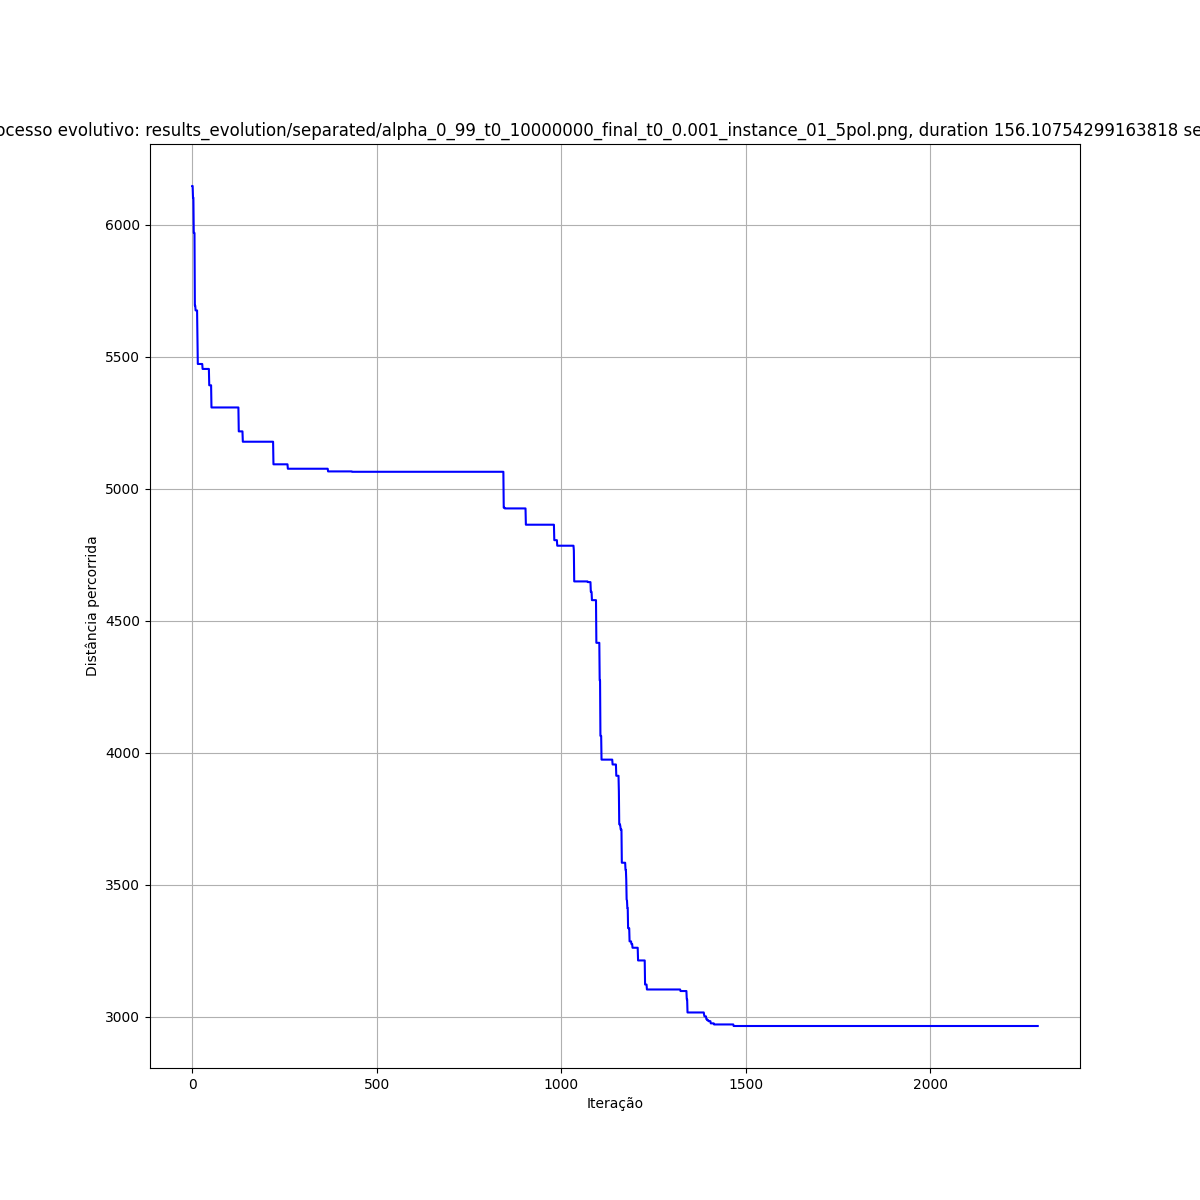 ocesso evolutivo: results_evolution/separated/alpha_0_99_t0_10000000_final_t0_0.001_instance_01_5pol.png, duration 156.10754299163818 se
6000
5500
5000
4500
4000
3500
3000
Distância percorrida
0 500 1000 1500 2000
Iteração